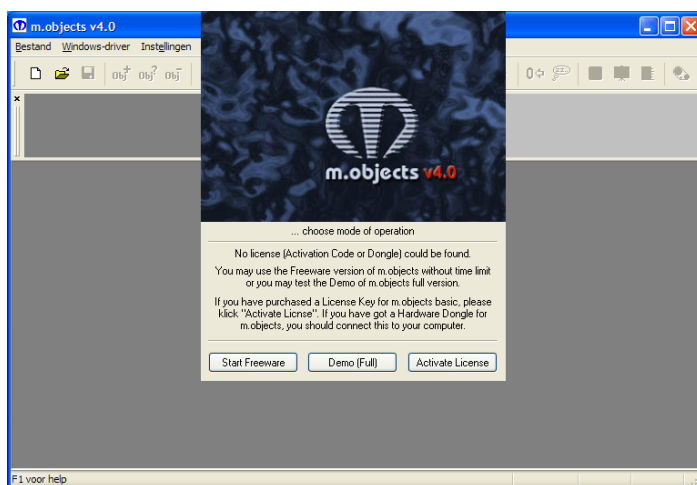 m.objects v4.0
Bestand Windows-driver Instellingen
obj+ obj? obj-
m.objects v4.0
... choose mode of operation
No license (Activation Code or Dongle) could be found.
You may use the Freeware version of m.objects without time limit
or you may test the Demo of m.objects full version.
If you have purchased a License Key for m.objects basic, please
klick "Activate Licnse". If you have got a Hardware Dongle for
m.objects, you should connect this to your computer.
Start Freeware Demo (Full) Activate License
F1 voor help